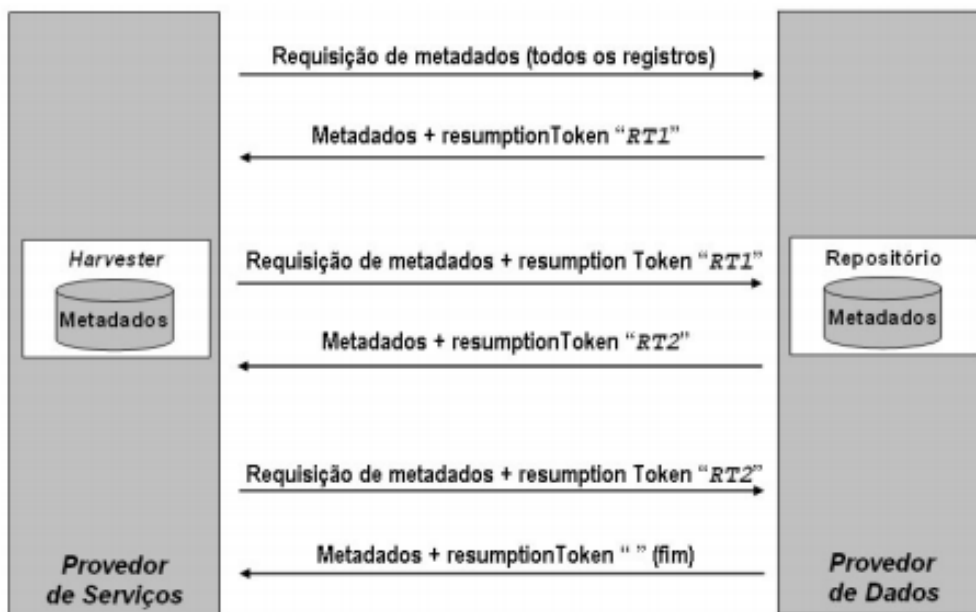 Requisição de metadados (todos os registros)
Metadados + resumptionToken “RT1”
Harvester
Metadados
Requisição de metadados + resumption Token “RT1”
Repositório
Metadados
Metadados + resumptionToken “RT2”
Requisição de metadados + resumption Token “RT2”
Metadados + resumptionToken “ ” (fim)
Provedor
de Serviços
Provedor
de Dados